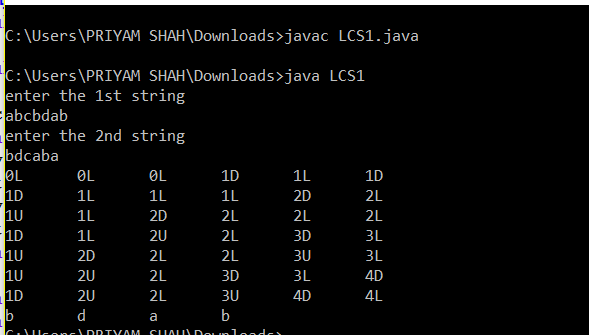 C:\Users\PRIYAM SHAH\Downloads>javac LCS1.java
C:\Users\PRIYAM SHAH\Downloads>java LCS1
enter the 1st string
abcbdab
enter the 2nd string
bdcaba
0L 0L 0L 1D 1L 1D
1D 1L 1L 1L 2D 2L
1U 1L 2D 2L 2L 2L
1D 1L 2U 2L 3D 3L
1U 2D 2L 2L 3U 3L
1U 2U 2L 3D 3L 4D
1D 2U 2L 3U 4D 4L
b d a b
C:\Users\PRIYAM SHAH\Downloads>